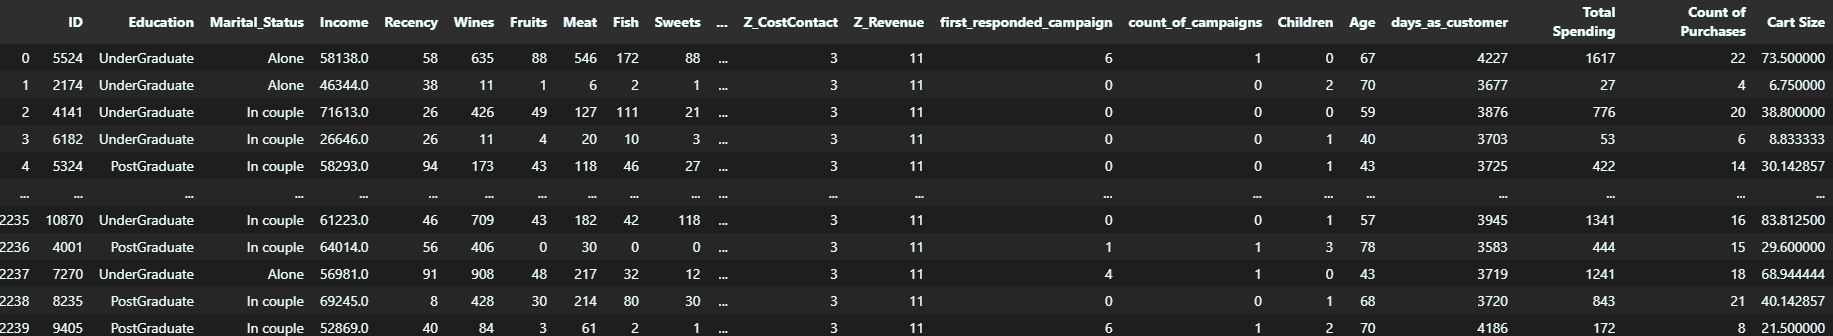 ID Education Marital_Status Income Recency Wines Fruits Meat Fish Sweets ... Z_CostContact Z_Revenue first_responded_campaign count_of_campaigns Children Age days_as_customer Total Spending Count of Purchases Cart Size
0 5524 UnderGraduate Alone 58138.0 58 635 88 546 172 88 ... 3 11 6 1 0 67 4227 1617 22 73.500000
1 2174 UnderGraduate Alone 46344.0 38 11 1 6 2 1 ... 3 11 0 0 2 70 3677 27 4 6.750000
2 4141 UnderGraduate In couple 71613.0 26 426 49 127 111 21 ... 3 11 0 0 0 59 3876 776 20 38.800000
3 6182 UnderGraduate In couple 26646.0 26 11 4 20 10 3 ... 3 11 0 0 1 40 3703 53 6 8.833333
4 5324 PostGraduate In couple 58293.0 94 173 43 118 46 27 ... 3 11 0 0 1 43 3725 422 14 30.142857
... ... ... ... ... ... ... ... ... ... ... ... ... ... ... ... ... ... ... ... ... ...
2235 10870 UnderGraduate In couple 61223.0 46 709 43 182 42 118 ... 3 11 0 0 1 57 3945 1341 16 83.812500
2236 4001 PostGraduate In couple 64014.0 56 406 0 30 0 0 ... 3 11 1 1 3 78 3583 444 15 29.600000
2237 7270 UnderGraduate Alone 56981.0 91 908 48 217 32 12 ... 3 11 4 1 0 43 3719 1241 18 68.944444
2238 8235 PostGraduate In couple 69245.0 8 428 30 214 80 30 ... 3 11 0 0 1 68 3720 843 21 40.142857
2239 9405 PostGraduate In couple 52869.0 40 84 3 61 2 1 ... 3 11 6 1 2 70 4186 172 8 21.500000